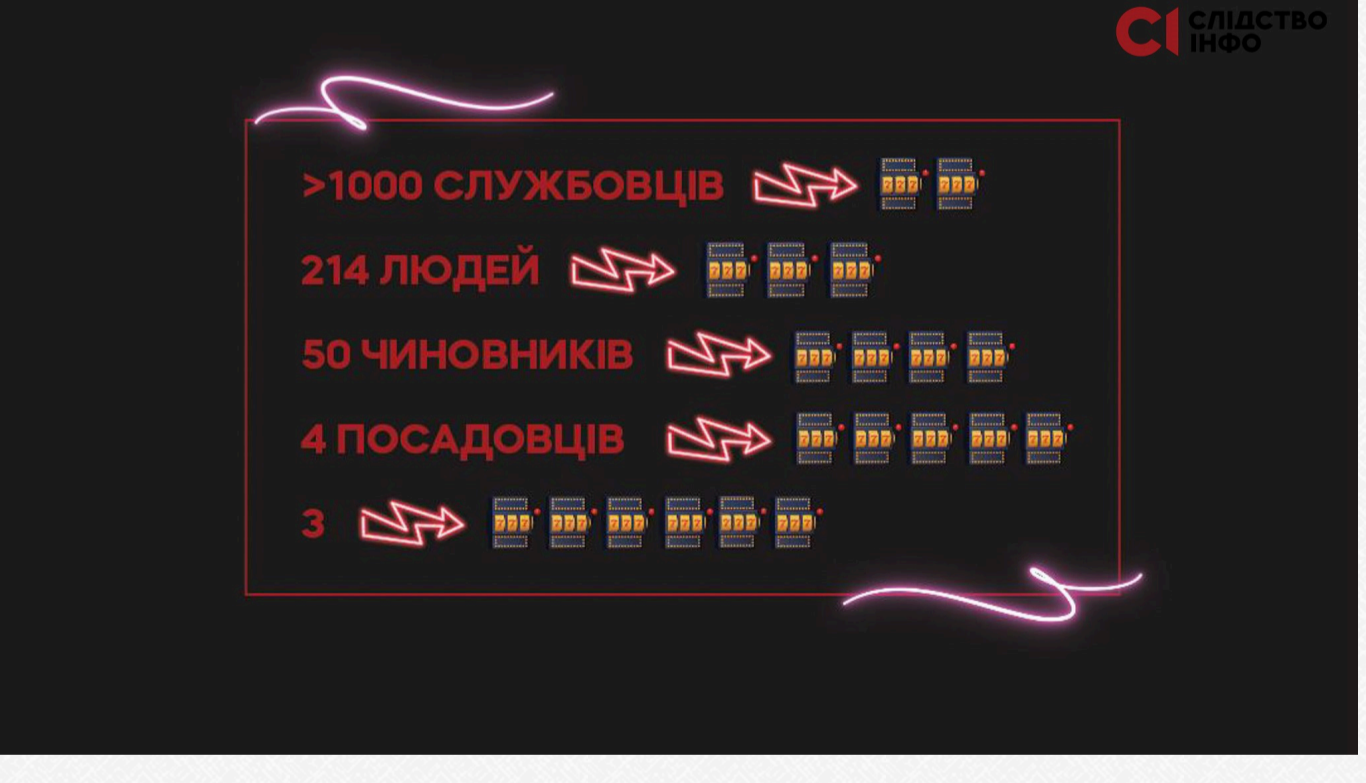 СЛІДСТВО
ІНФО
>1000 СЛУЖБОВЦІВ
214 ЛЮДЕЙ
50 ЧИНОВНИКІВ
4 ПОСАДОВЦІВ
3